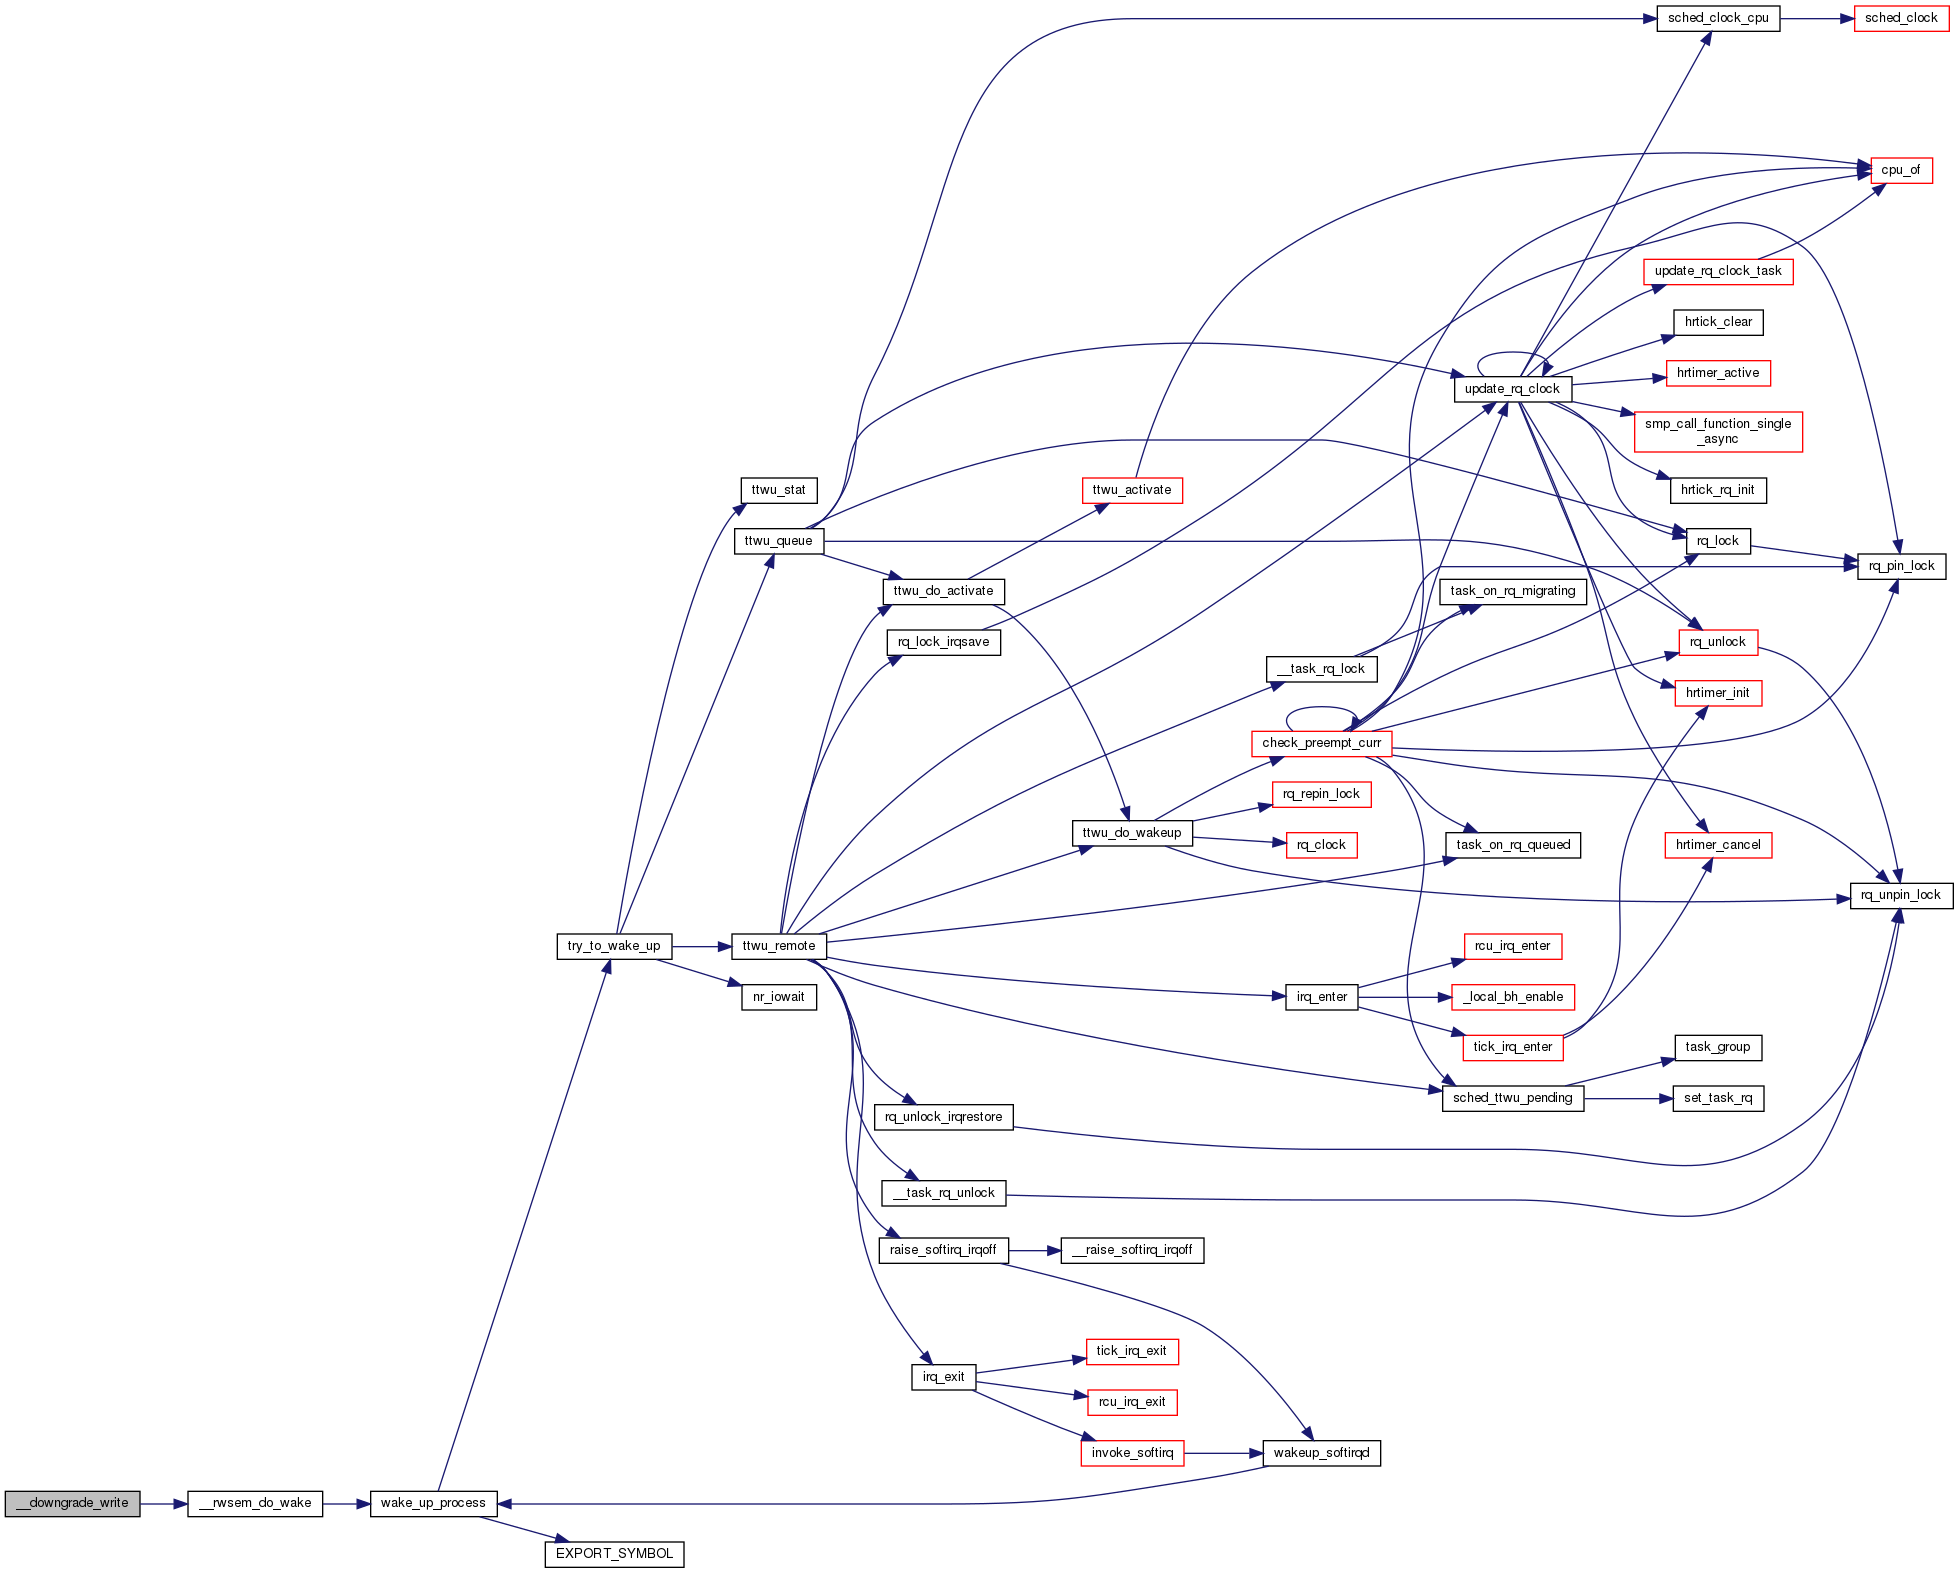 sched_clock_cpu
sched_clock
cpu_of
update_rq_clock_task
hrtick_clear
hrtimer_active
update_rq_clock
smp_call_function_single
_async
ttwu_stat
ttwu_activate
hrtick_rq_init
ttwu_queue
rq_lock
rq_pin_lock
ttwu_do_activate
task_on_rq_migrating
rq_lock_irqsave
rq_unlock
__task_rq_lock
hrtimer_init
check_preempt_curr
rq_repin_lock
ttwu_do_wakeup
rq_clock
task_on_rq_queued
hrtimer_cancel
rq_unpin_lock
try_to_wake_up
ttwu_remote
rcu_irq_enter
nr_iowait
irq_enter
_local_bh_enable
tick_irq_enter
task_group
sched_ttwu_pending
set_task_rq
rq_unlock_irqrestore
__task_rq_unlock
raise_softirq_irqoff
__raise_softirq_irqoff
tick_irq_exit
irq_exit
rcu_irq_exit
invoke_softirq
wakeup_softirqd
__downgrade_write
__rwsem_do_wake
wake_up_process
EXPORT_SYMBOL